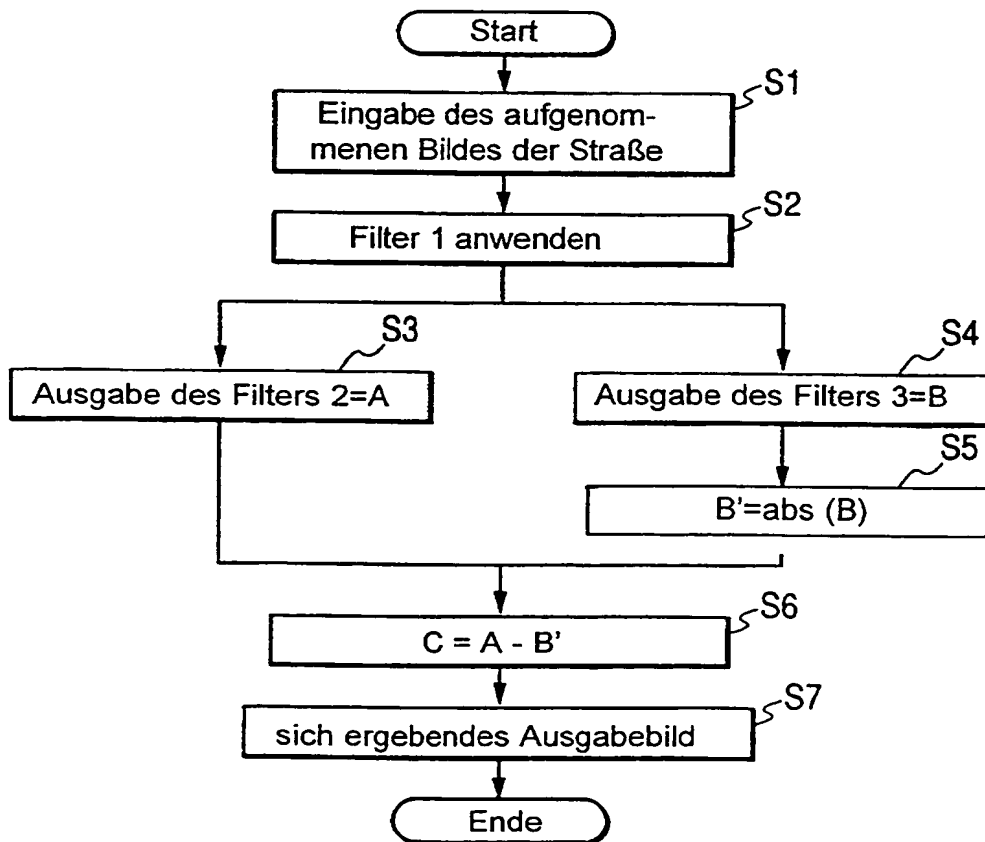 Start
S1
Eingabe des aufgenom-
menen Bildes der Straße
S2
Filter 1 anwenden
S3
Ausgabe des Filters 2=A
S4
Ausgabe des Filters 3=B
S5
B'=abs (B)
S6
C = A - B'
S7
sich ergebendes Ausgabebild
Ende